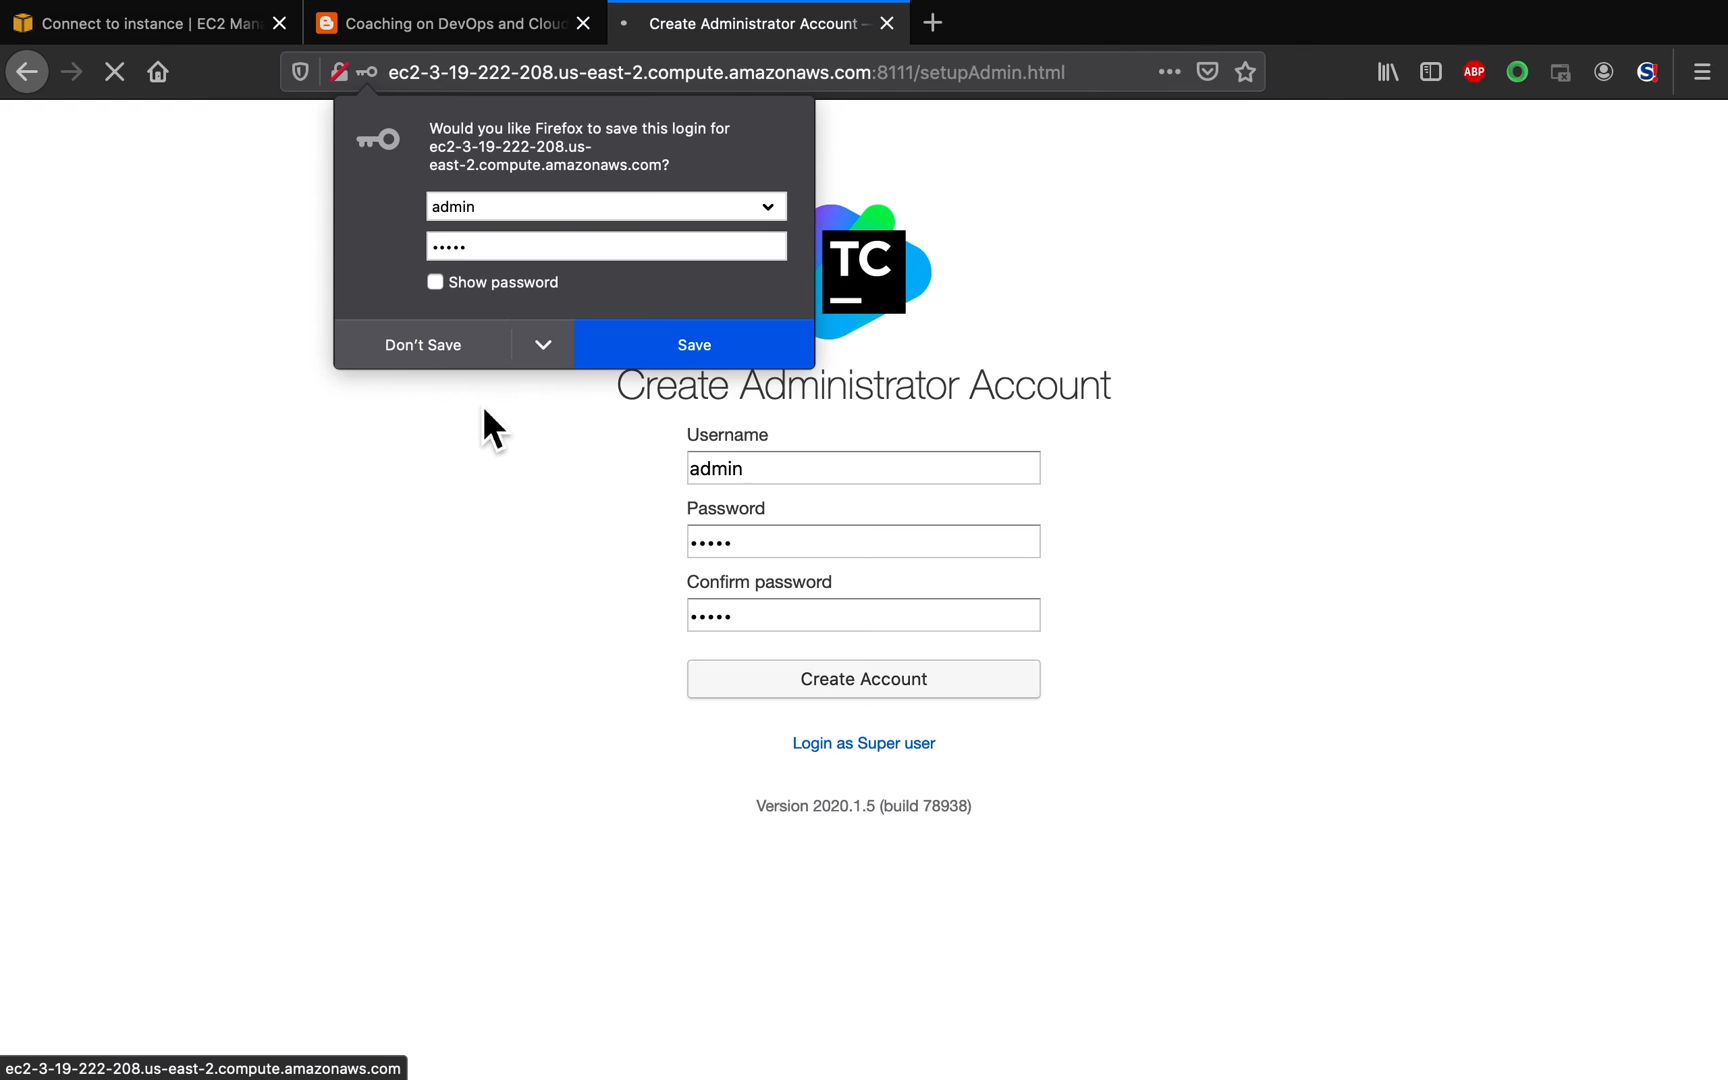 Connect to instance | EC2 Man
Coaching on DevOps and Cloud
Create Administrator Account –
ec2-3-19-222-208.us-east-2.compute.amazonaws.com:8111/setupAdmin.html
ABP
S!
Would you like Firefox to save this login for
ec2-3-19-222-208.us-
east-2.compute.amazonaws.com?
admin
•••••
Show password
Don't Save
Save
TC
Create Administrator Account
Username
admin
Password
•••••
Confirm password
•••••
Create Account
Login as Super user
Version 2020.1.5 (build 78938)
ec2-3-19-222-208.us-east-2.compute.amazonaws.com